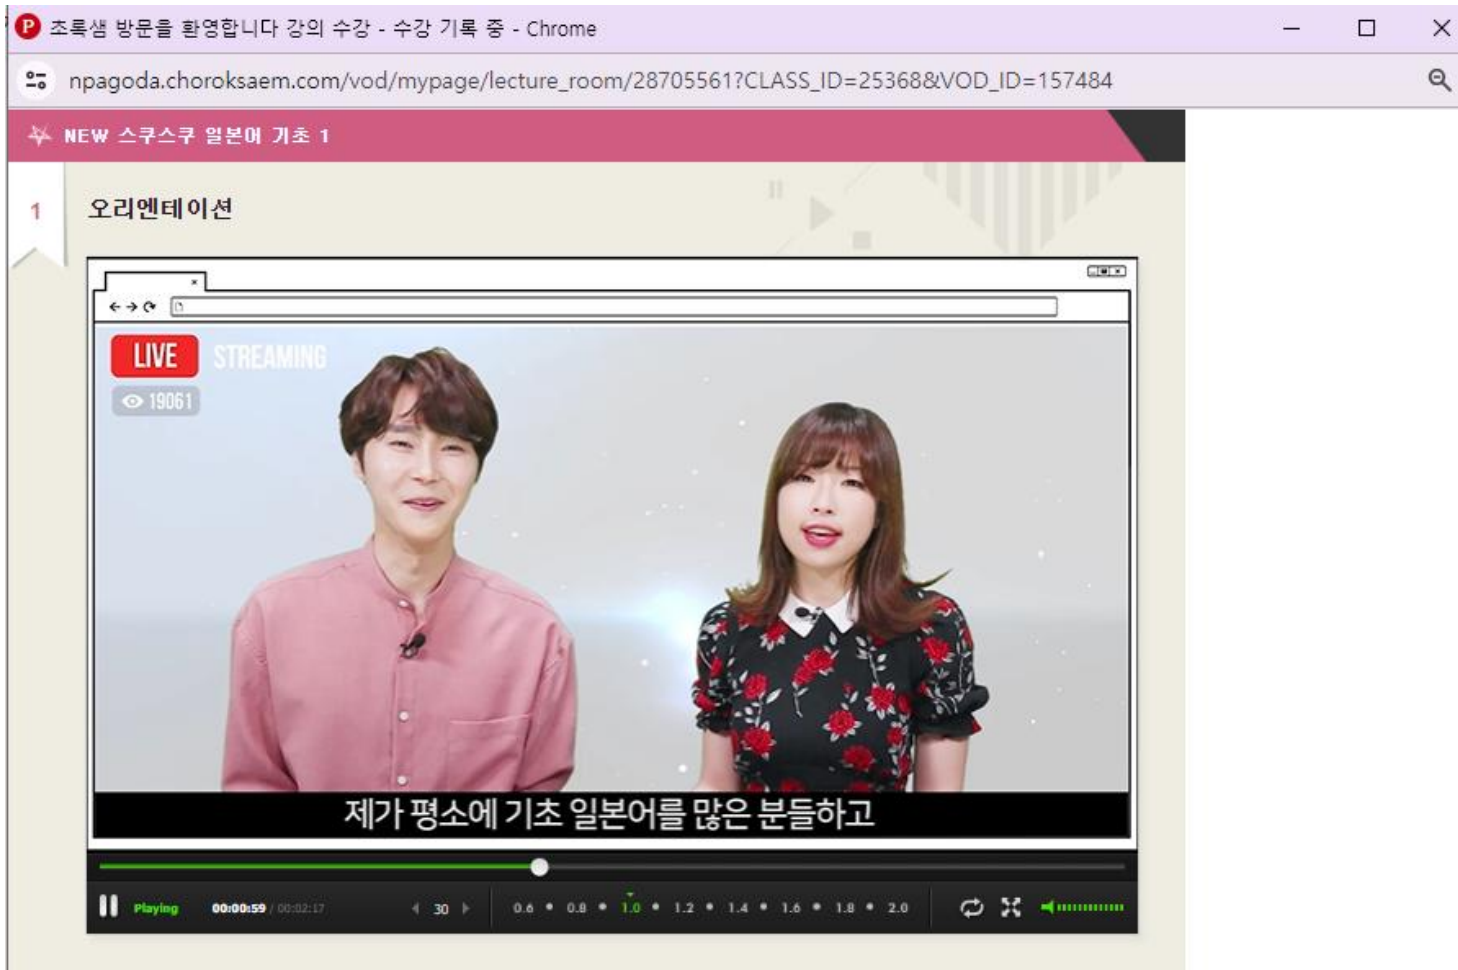 초록샘 방문을 환영합니다 강의 수강 - 수강 기록 중 - Chrome
npagoda.choroksaem.com/vod/mypage/lecture_room/28705561?CLASS_ID=25368&VOD_ID=157484
NEW 스쿠스쿠 일본어 기초 1
1 오리엔테이션
LIVE STREAMING
19061
제가 평소에 기초 일본어를 많은 분들하고
Playing 00:00:59 / 00:02:17 30 0.6 0.8 1.0 1.2 1.4 1.6 1.8 2.0